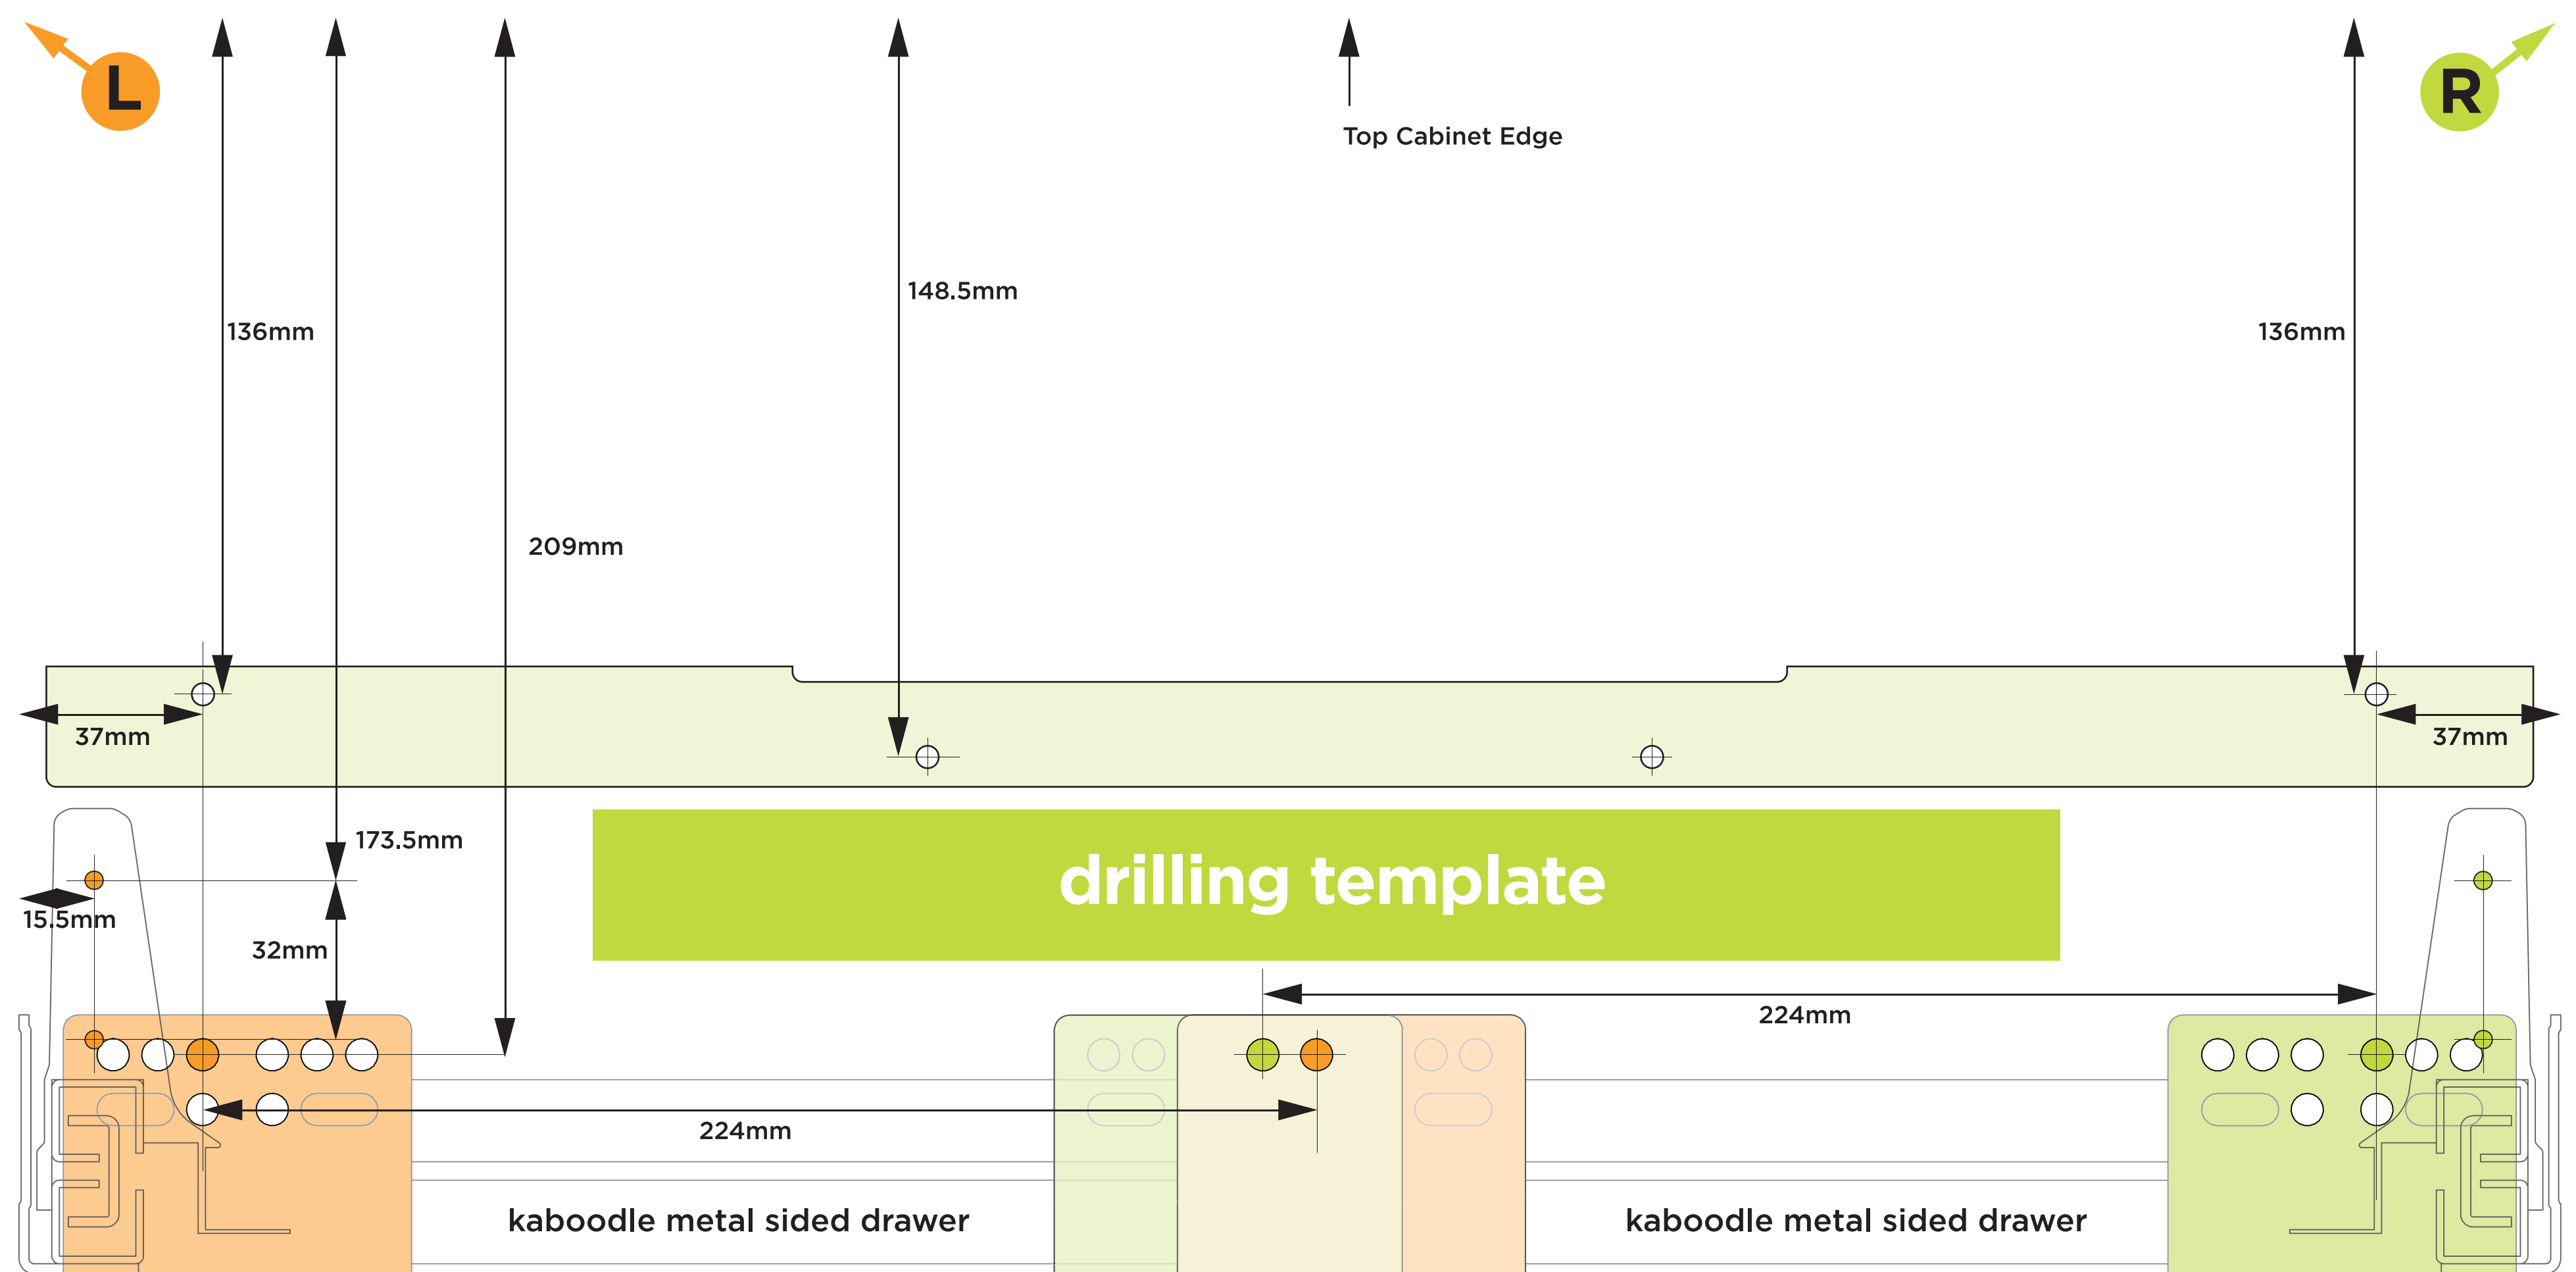 L
R
Top Cabinet Edge
148.5mm
136mm
136mm
209mm
37mm
37mm
173.5mm
drilling template
15.5mm
32mm
224mm
224mm
kaboodle metal sided drawer
kaboodle metal sided drawer